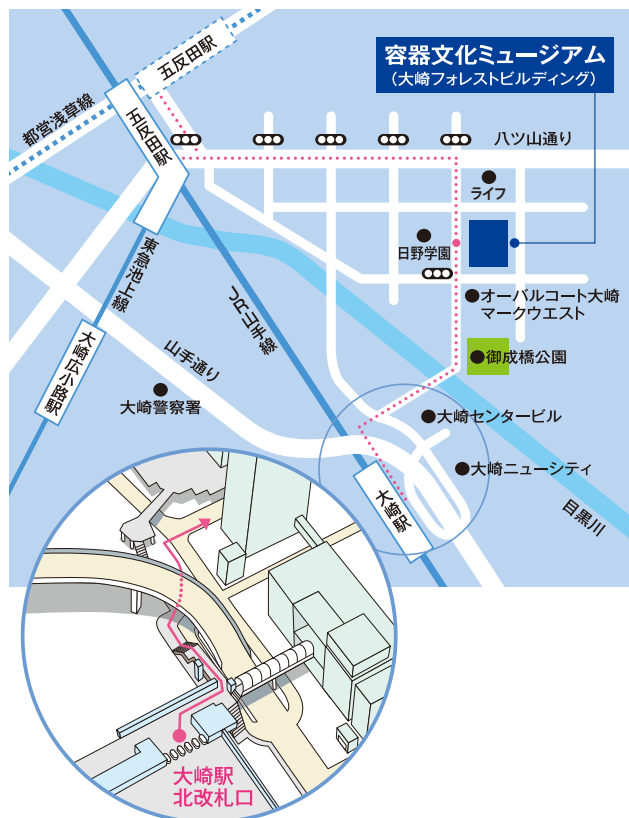 五反田駅
容器文化ミュージアム
(大崎フォレストビルディング)
都営浅草線
五反田駅
八ツ山通り
ライフ
日野学園
東急池上線
JR山手線
オーバルコート大崎
マークウエスト
大崎広小路駅
山手通り
御成橋公園
大崎警察署
大崎センタービル
大崎ニューシティ
大崎駅
目黒川
大崎駅
北改札口